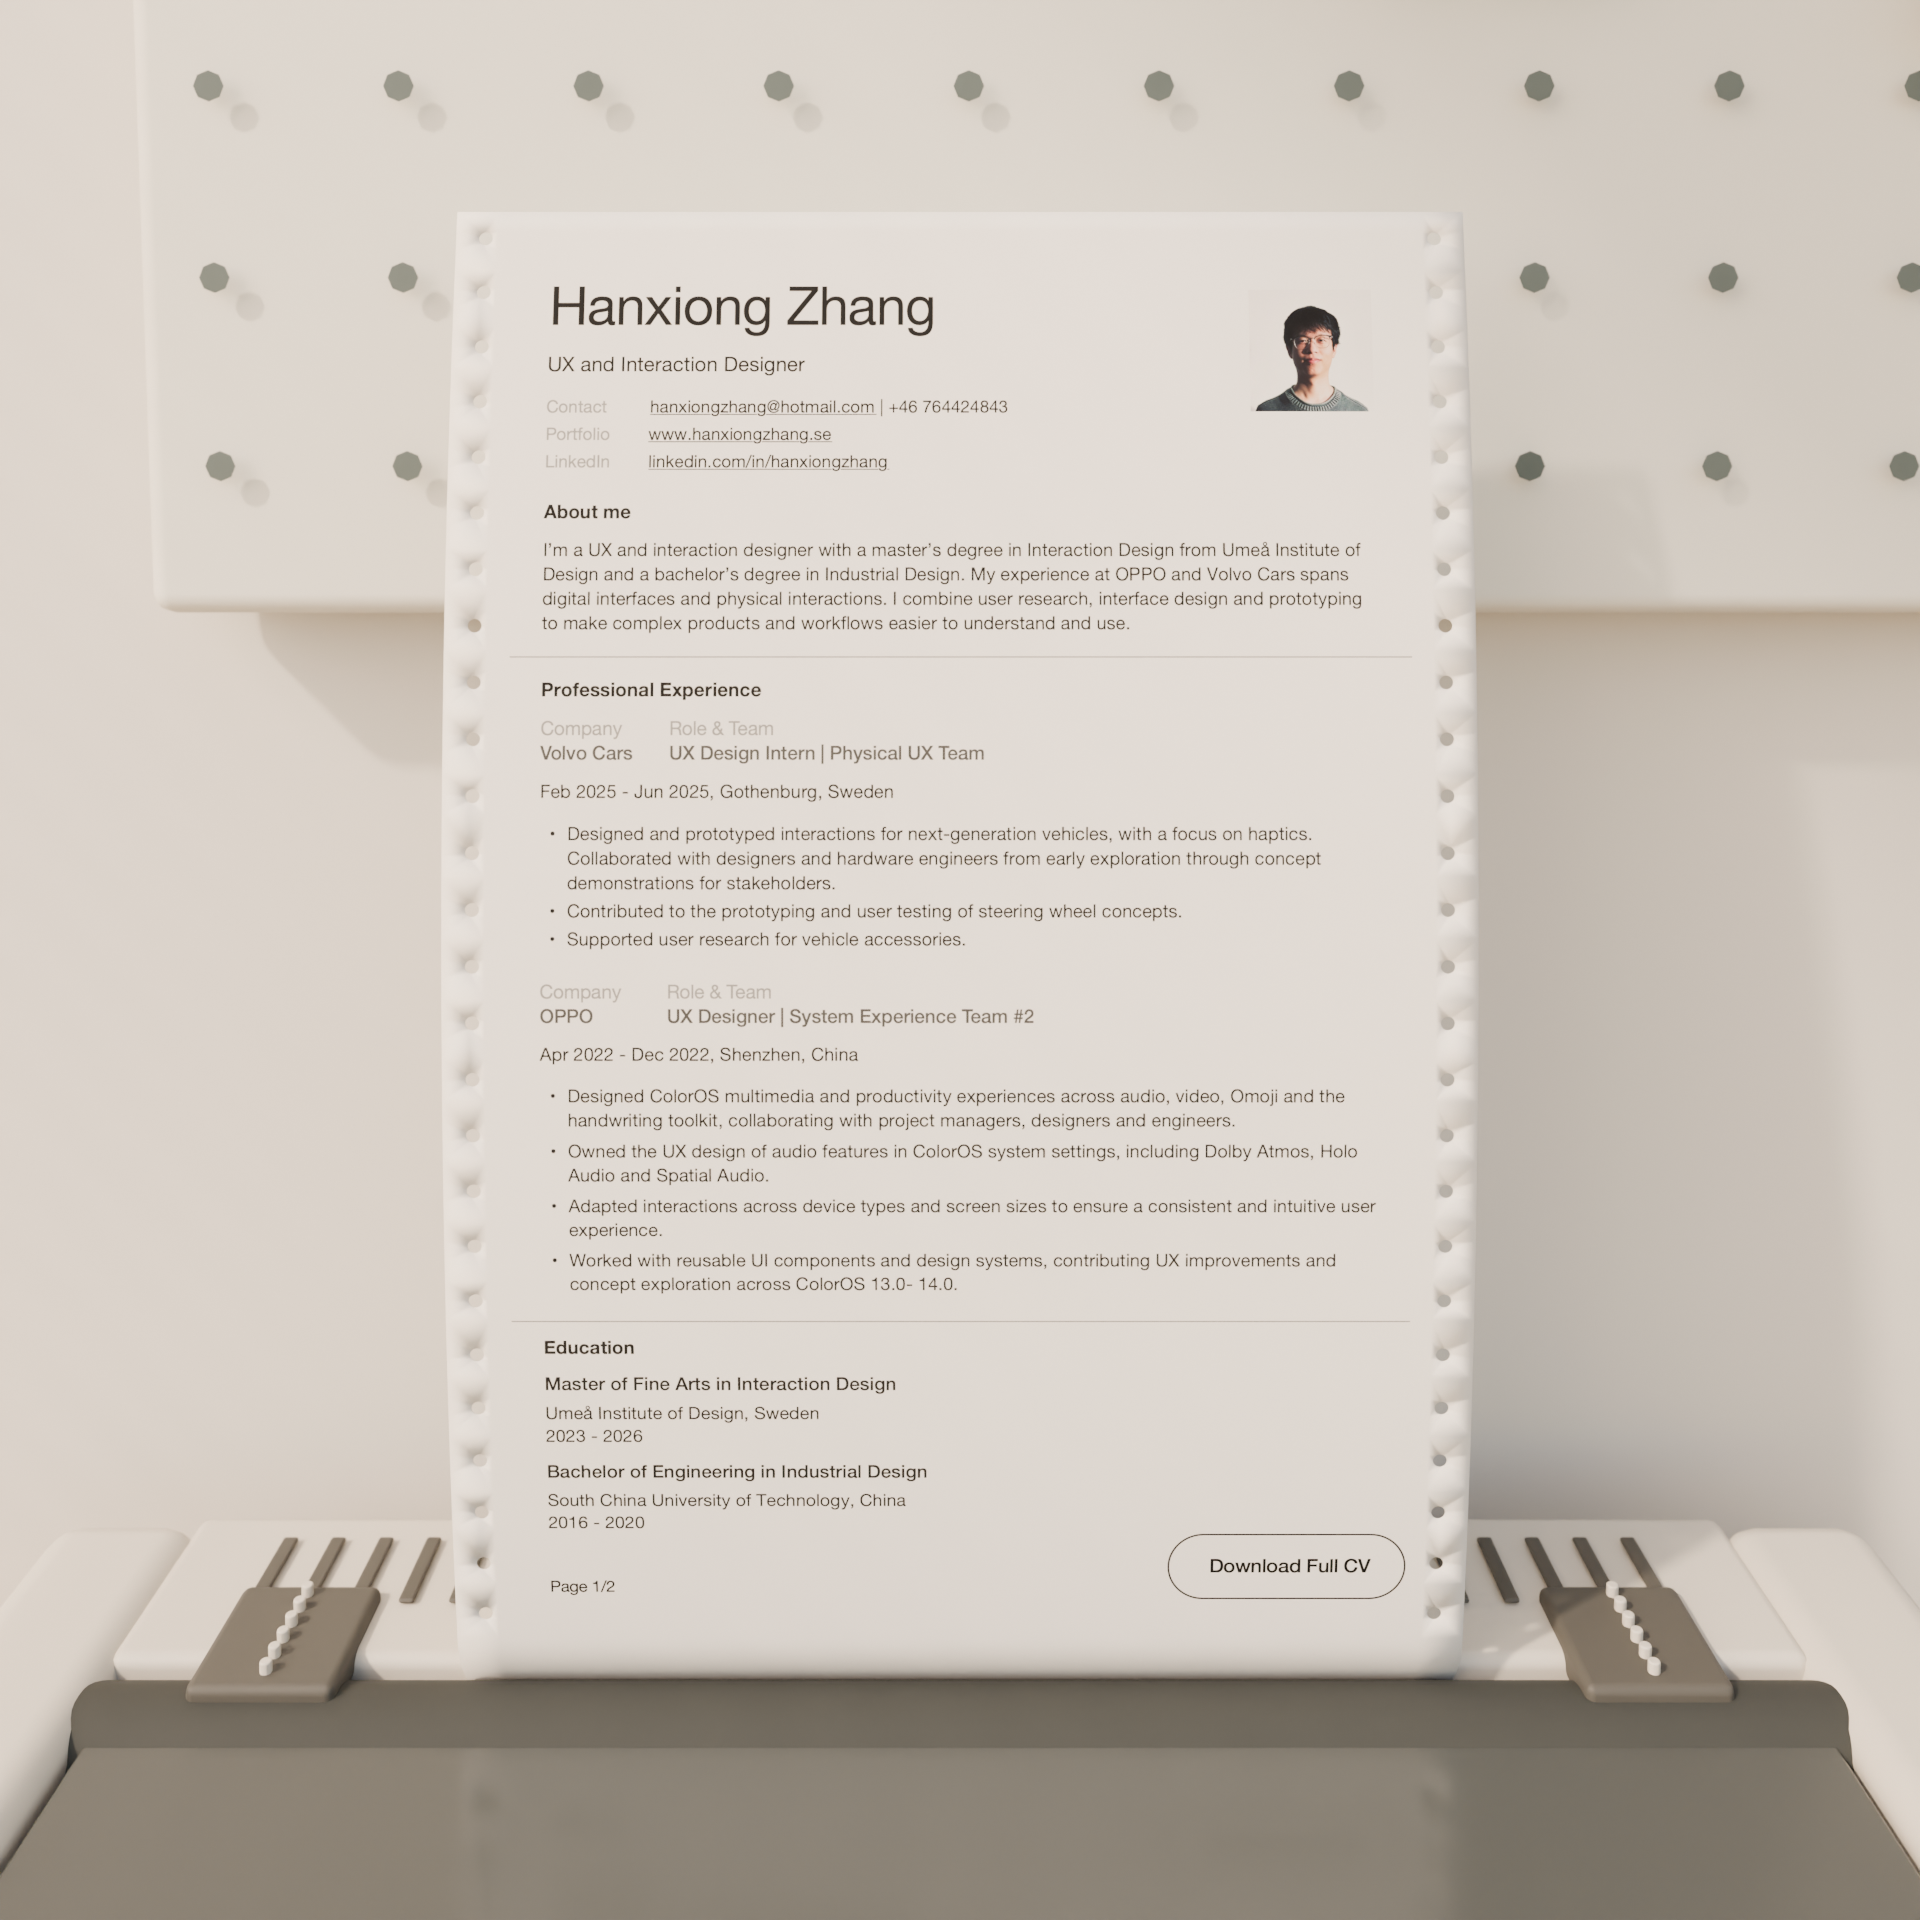 Hanxiong Zhang
UX and Interaction Designer
Contact hanxiongzhang@hotmail.com | +46 764424843
Portfolio www.hanxiongzhang.se
LinkedIn linkedin.com/in/hanxiongzhang
About me
I'm a UX and interaction designer with a master's degree in Interaction Design from Umeå Institute of
Design and a bachelor's degree in Industrial Design. My experience at OPPO and Volvo Cars spans
digital interfaces and physical interactions. I combine user research, interface design and prototyping
to make complex products and workflows easier to understand and use.
Professional Experience
Company Role & Team
Volvo Cars UX Design Intern | Physical UX Team
Feb 2025 - Jun 2025, Gothenburg, Sweden
• Designed and prototyped interactions for next-generation vehicles, with a focus on haptics.
Collaborated with designers and hardware engineers from early exploration through concept
demonstrations for stakeholders.
• Contributed to the prototyping and user testing of steering wheel concepts.
• Supported user research for vehicle accessories.
Company Role & Team
OPPO UX Designer | System Experience Team #2
Apr 2022 - Dec 2022, Shenzhen, China
• Designed ColorOS multimedia and productivity experiences across audio, video, Omoji and the
handwriting toolkit, collaborating with project managers, designers and engineers.
• Owned the UX design of audio features in ColorOS system settings, including Dolby Atmos, Holo
Audio and Spatial Audio.
• Adapted interactions across device types and screen sizes to ensure a consistent and intuitive user
experience.
• Worked with reusable UI components and design systems, contributing UX improvements and
concept exploration across ColorOS 13.0- 14.0.
Education
Master of Fine Arts in Interaction Design
Umeå Institute of Design, Sweden
2023 - 2026
Bachelor of Engineering in Industrial Design
South China University of Technology, China
2016 - 2020
Download Full CV
Page 1/2